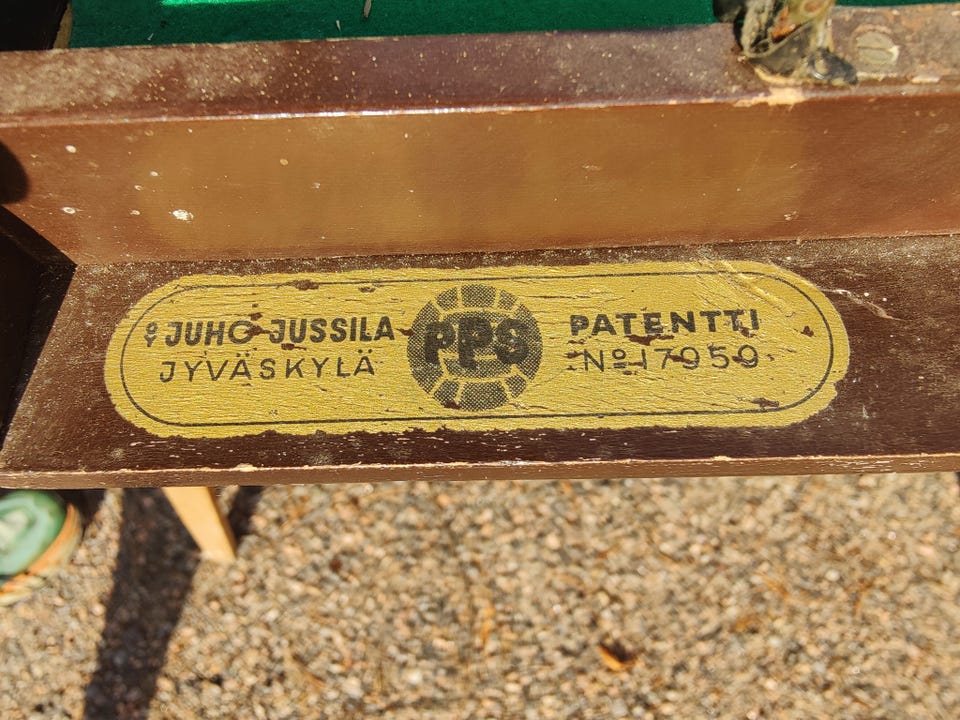 Oy JUHO JUSSILA
JYVÄSKYLÄ
PPS
PATENTTI
Nº 17959